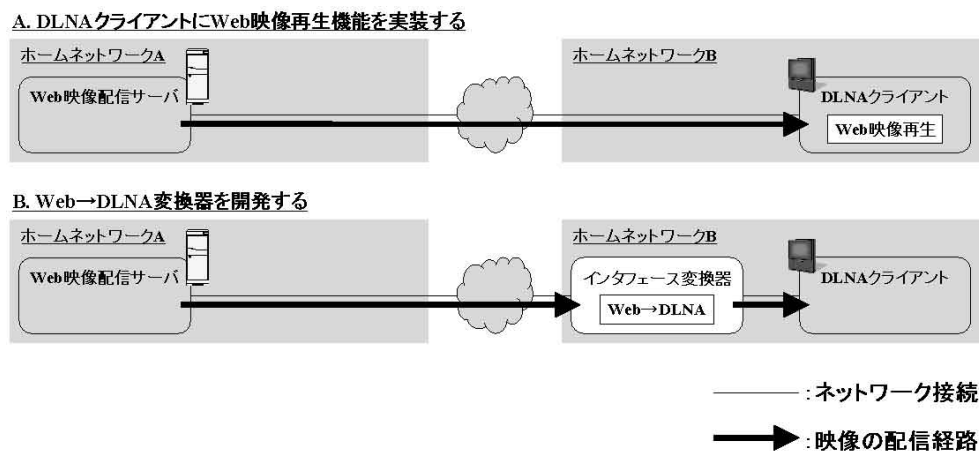 A. DLNAクライアントにWeb映像再生機能を実装する
ホームネットワークA
ホームネットワークB
Web映像配信サーバ
DLNAクライアント
Web映像再生
B. Web→DLNA変換器を開発する
ホームネットワークA
ホームネットワークB
Web映像配信サーバ
インタフェース変換器
DLNAクライアント
Web→DLNA
:ネットワーク接続
:映像の配信経路